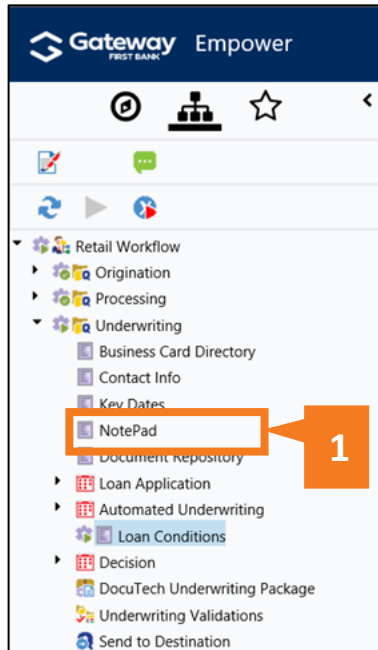 Gateway Empower
FIRST BANK
Retail Workflow
Origination
Processing
Underwriting
Business Card Directory
Contact Info
Key Dates
NotePad
1
Document Repository
Loan Application
Automated Underwriting
Loan Conditions
Decision
DocuTech Underwriting Package
Underwriting Validations
Send to Destination